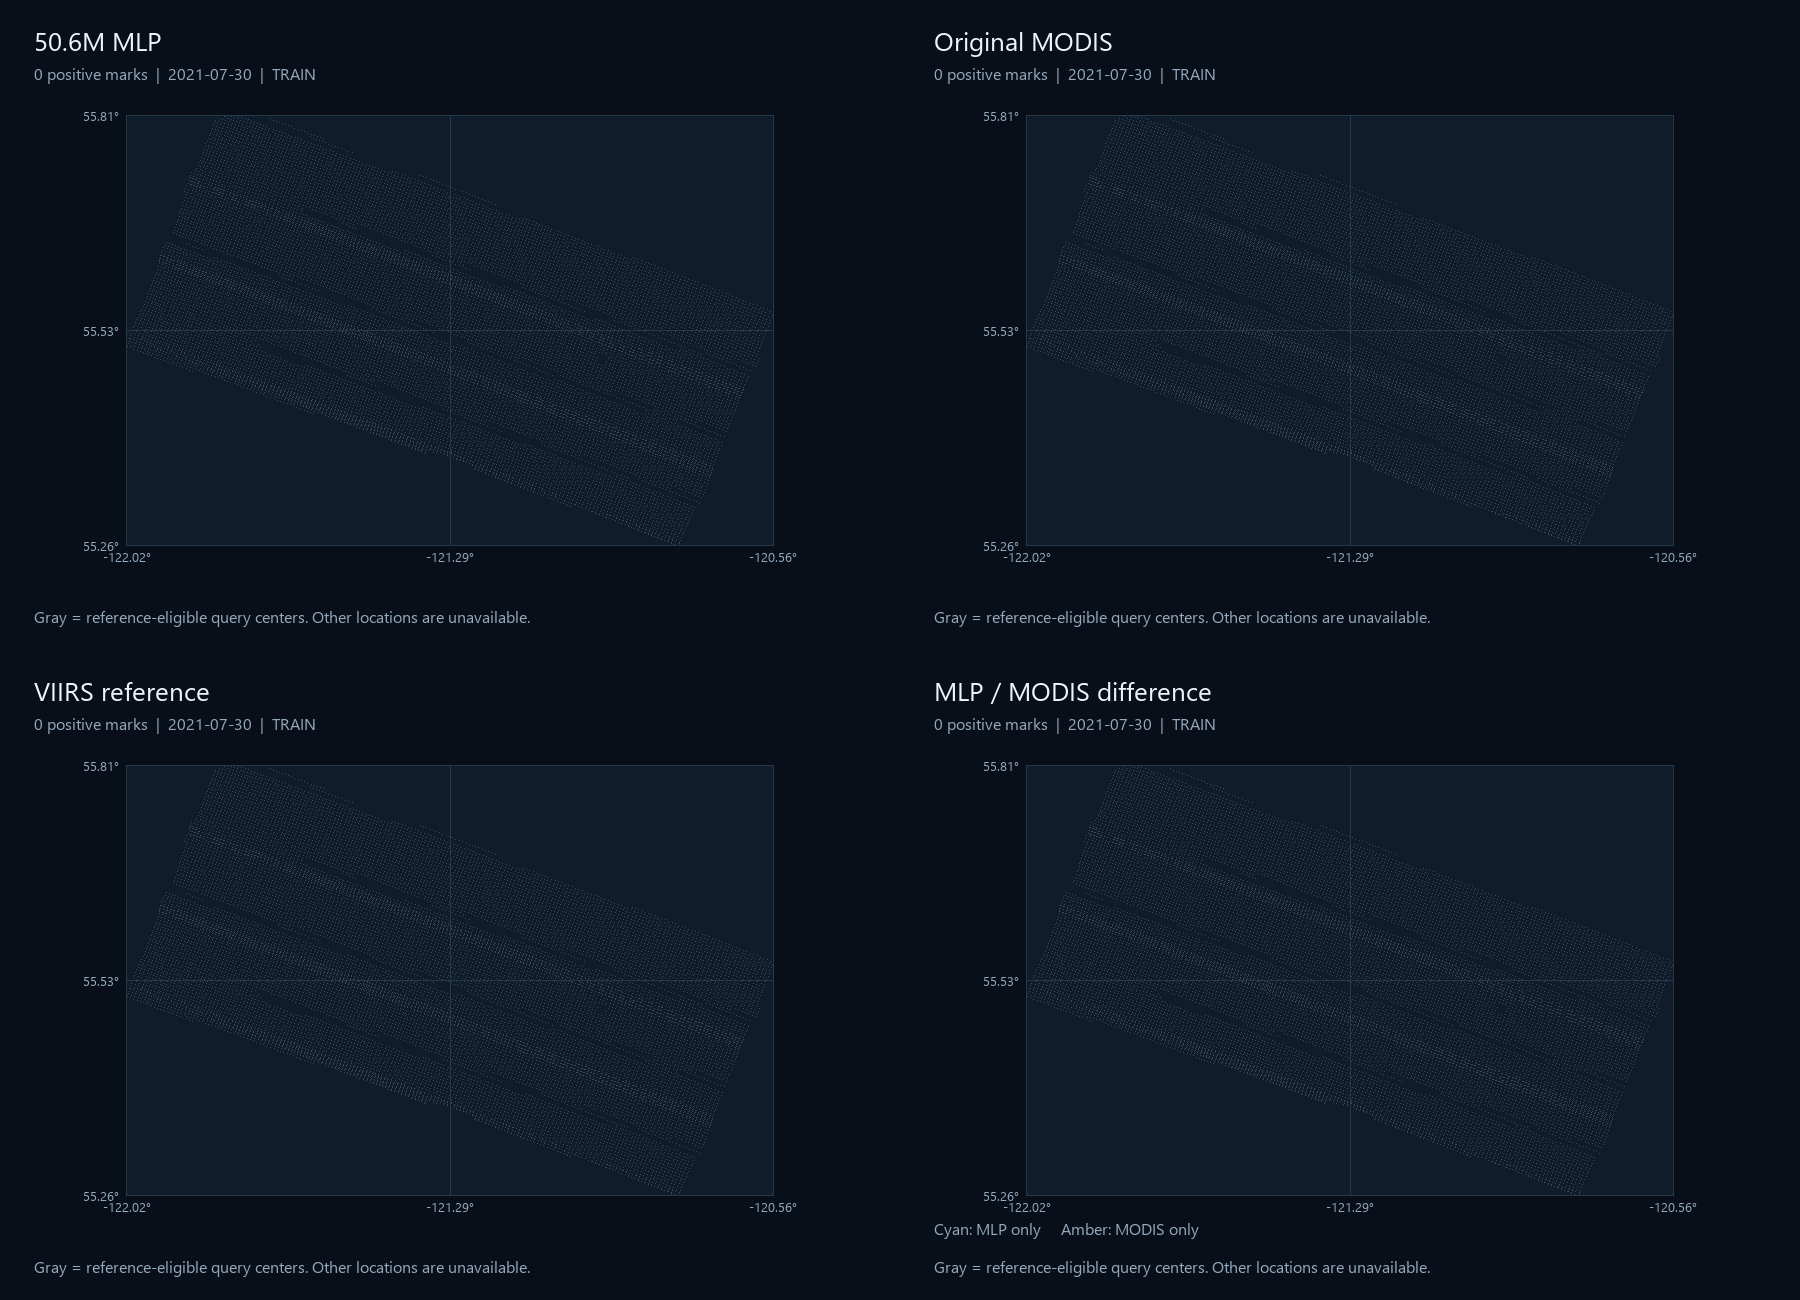 50.6M MLP
0 positive marks | 2021-07-30 | TRAIN
55.81°
55.53°
55.26°
-122.02°
-121.29°
-120.56°
Gray = reference-eligible query centers. Other locations are unavailable.
Original MODIS
0 positive marks | 2021-07-30 | TRAIN
55.81°
55.53°
55.26°
-122.02°
-121.29°
-120.56°
Gray = reference-eligible query centers. Other locations are unavailable.
VIIRS reference
0 positive marks | 2021-07-30 | TRAIN
55.81°
55.53°
55.26°
-122.02°
-121.29°
-120.56°
Gray = reference-eligible query centers. Other locations are unavailable.
MLP / MODIS difference
0 positive marks | 2021-07-30 | TRAIN
55.81°
55.53°
55.26°
-122.02°
-121.29°
-120.56°
Cyan: MLP only Amber: MODIS only
Gray = reference-eligible query centers. Other locations are unavailable.